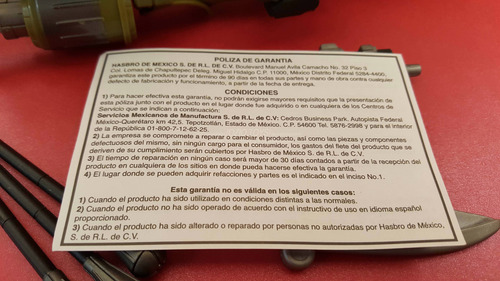 POLIZA DE GARANTIA
HASBRO DE MEXICO S. DE R.L. DE C.V. Boulevard Manuel Avila Camacho No. 32 Piso 3
Col. Lomas de Chapultepec Deleg. Miguel Hidalgo C.P. 11000, México Distrito Federal 5284-4400,
garantiza este producto por el término de 90 días en todas sus partes y mano de obra contra cualquier
defecto de fabricación y funcionamiento, a partir de la fecha de entrega.
CONDICIONES
1) Para hacer efectiva esta garantía, no podrán exigirse mayores requisitos que la presentación de
esta póliza junto con el producto en el lugar donde fue adquirido o en cualquiera de los Centros de
Servicio que se indican a continuación:
Servicios Mexicanos de Manufactura S. de R.L. de C.V: Cedros Business Park, Autopista Federal
México-Querétaro km 42,5, Tepotzotlán, Estado de México. C.P. 54600 Tel. 5876-2998 y para el interior
de la República 01-800-7-12-62-25.
2) La empresa se compromete a reparar o cambiar el producto, así como las piezas y componentes
defectuosos del mismo, sin ningún cargo para el consumidor, los gastos del flete del producto que se
deriven de su cumplimiento serán cubiertos por Hasbro de México S. de R.L. de C.V.
3) El tiempo de reparación en ningún caso será mayor de 30 días contados a partir de la recepción del
producto en cualquiera de los sitios en donde pueda hacerse efectiva la garantía.
4) El lugar donde se pueden adquirir refacciones y partes es el indicado en el inciso No.1.
Esta garantía no es válida en los siguientes casos:
1) Cuando el producto ha sido utilizado en condiciones distintas a las normales.
2) Cuando el producto no ha sido operado de acuerdo con el instructivo de uso en idioma español
proporcionado.
3) Cuando el producto ha sido alterado o reparado por personas no autorizadas por Hasbro de México,
S. de R.L. de C.V.